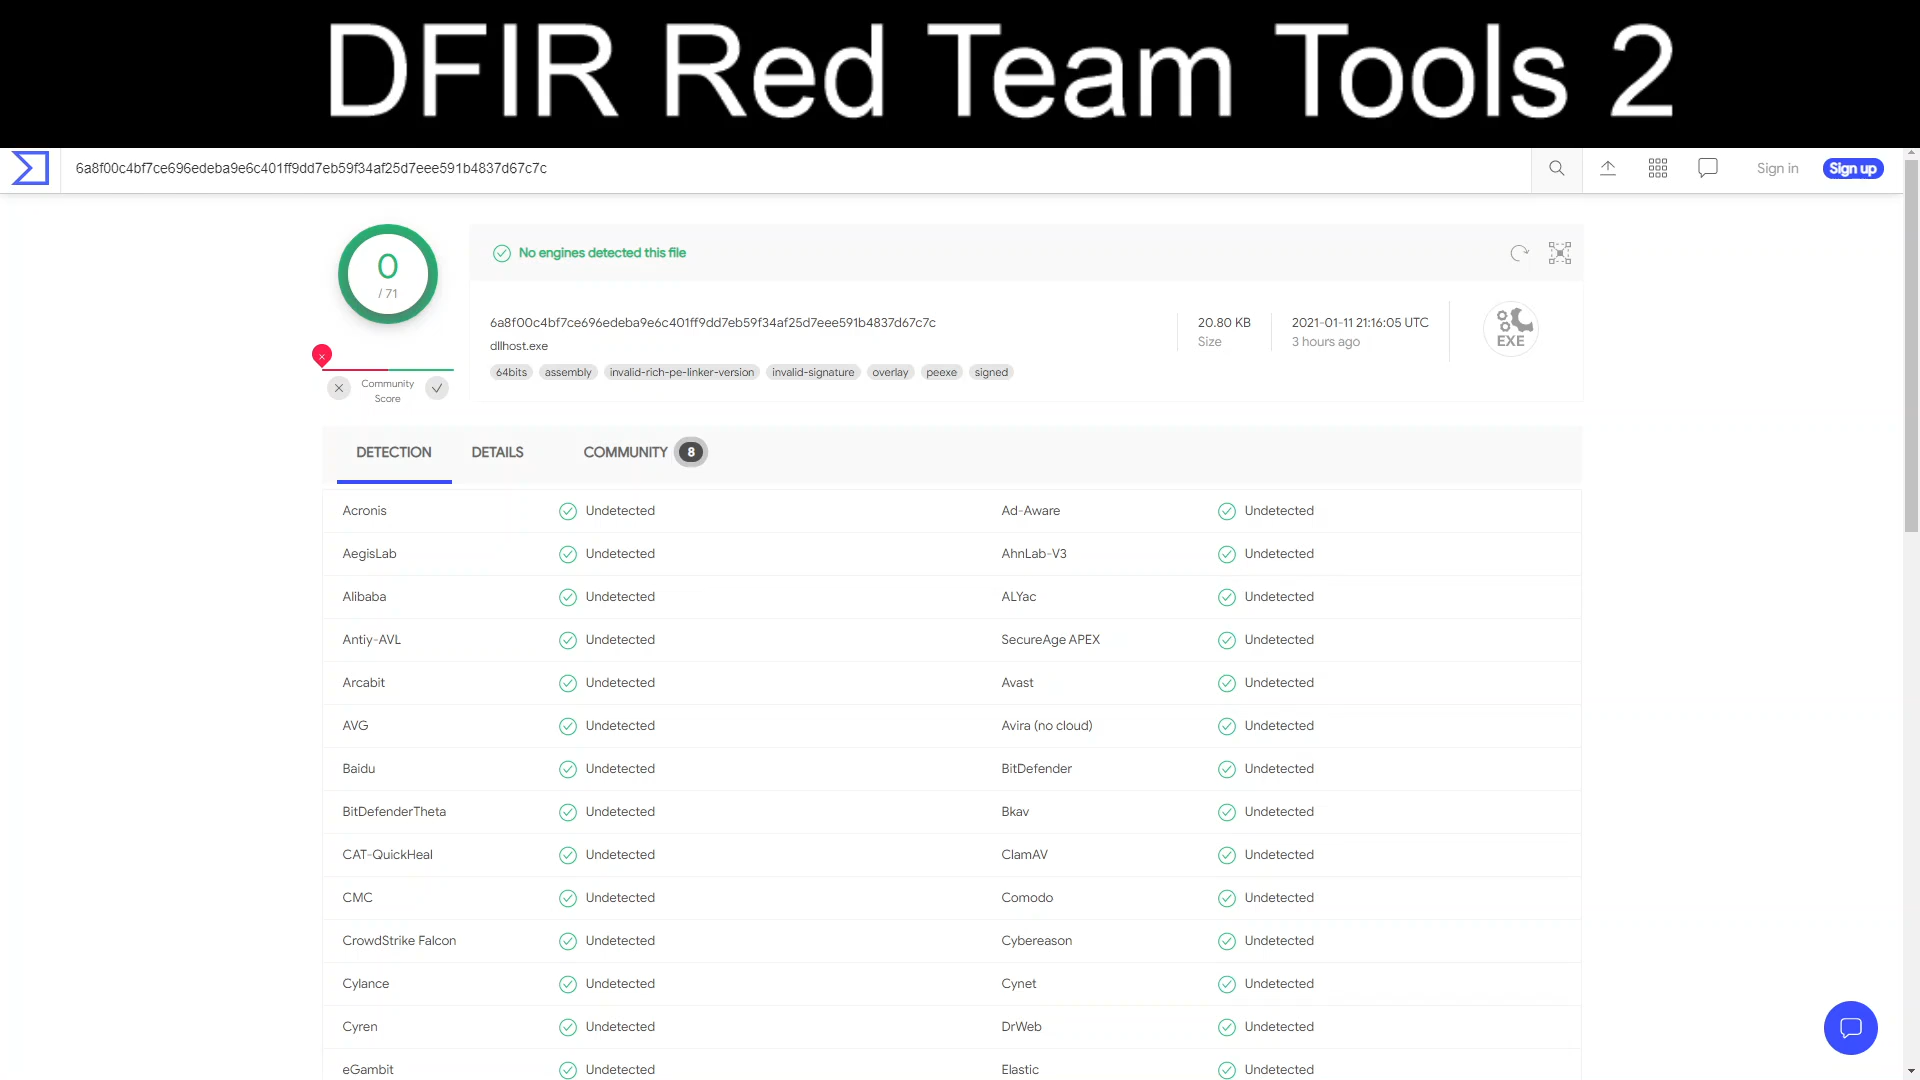 DFIR Red Team Tools 2
6a8f00c4bf7ce696edeba9e6c401ff9dd7eb59f34af25d7eee591b4837d67c7c
Sign in
Sign up
0
/ 71
No engines detected this file
6a8f00c4bf7ce696edeba9e6c401ff9dd7eb59f34af25d7eee591b4837d67c7c
dllhost.exe
64bits assembly invalid-rich-pe-linker-version invalid-signature overlay peexe signed
20.80 KB
Size
2021-01-11 21:16:05 UTC
3 hours ago
EXE
Community
Score
DETECTION DETAILS COMMUNITY 8
Acronis Undetected Ad-Aware Undetected
AegisLab Undetected AhnLab-V3 Undetected
Alibaba Undetected ALYac Undetected
Antiy-AVL Undetected SecureAge APEX Undetected
Arcabit Undetected Avast Undetected
AVG Undetected Avira (no cloud) Undetected
Baidu Undetected BitDefender Undetected
BitDefenderTheta Undetected Bkav Undetected
CAT-QuickHeal Undetected ClamAV Undetected
CMC Undetected Comodo Undetected
CrowdStrike Falcon Undetected Cybereason Undetected
Cylance Undetected Cynet Undetected
Cyren Undetected DrWeb Undetected
eGambit Undetected Elastic Undetected